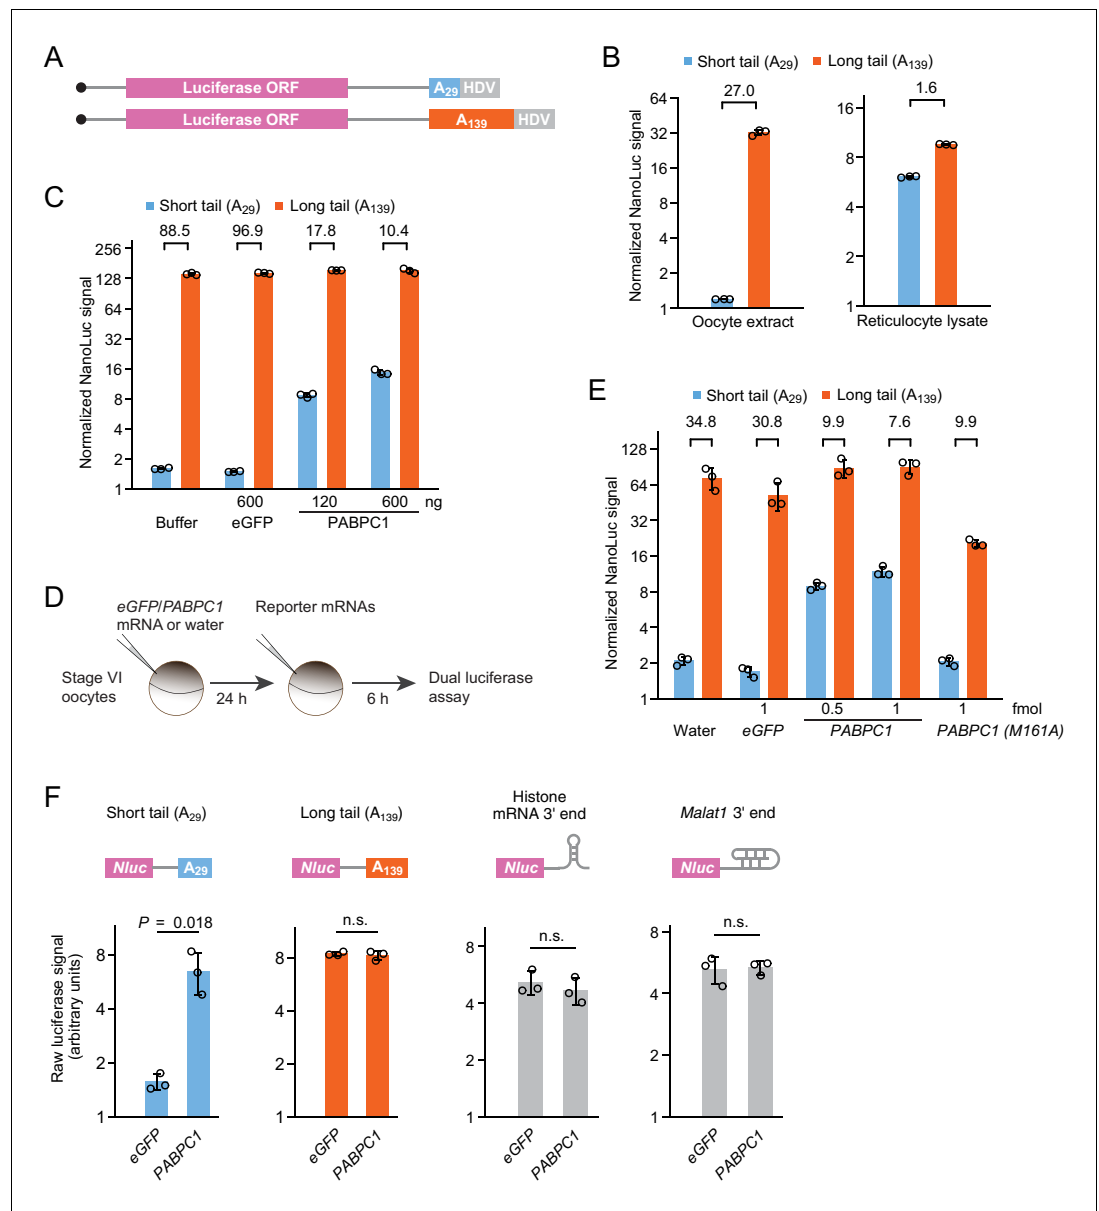 A
Luciferase ORF
A29
HDV
Luciferase ORF
A139
HDV
B
Short tail (A29)
Long tail (A139)
Normalized NanoLuc signal
64
32
16
8
4
2
1
27.0
Oocyte extract
16
8
4
2
1
1.6
Reticulocyte lysate
C
Short tail (A29)
Long tail (A139)
Normalized NanoLuc signal
256
128
64
32
16
8
4
2
1
88.5
96.9
17.8
10.4
600
120
600
ng
Buffer
eGFP
PABPC1
D
eGFP/PABPC1
mRNA or water
Reporter mRNAs
Stage VI
oocytes
24 h
6 h
Dual luciferase
assay
E
Short tail (A29)
Long tail (A139)
Normalized NanoLuc signal
128
64
32
16
8
4
2
1
34.8
30.8
9.9
7.6
9.9
1
0.5
1
1
fmol
Water
eGFP
PABPC1
PABPC1 (M161A)
F
Short tail (A29)
Nluc
A29
Raw luciferase signal
(arbitrary units)
8
4
2
1
P = 0.018
eGFP
PABPC1
Long tail (A139)
Nluc
A139
8
4
2
1
n.s.
eGFP
PABPC1
Histone
mRNA 3' end
Nluc
8
4
2
1
n.s.
eGFP
PABPC1
Malat1 3' end
Nluc
8
4
2
1
n.s.
eGFP
PABPC1